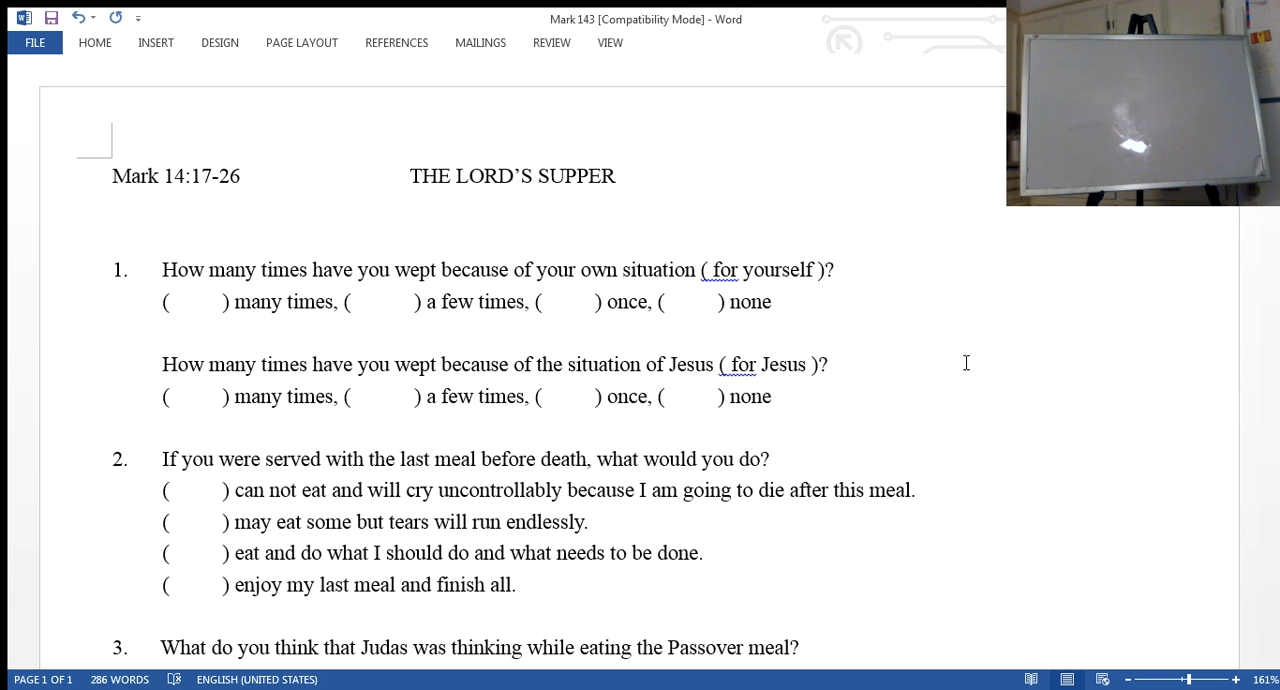 Mark 143 [Compatibility Mode] - Word
FILE HOME INSERT DESIGN PAGE LAYOUT REFERENCES MAILINGS REVIEW VIEW
Mark 14:17-26 THE LORD’S SUPPER
1. How many times have you wept because of your own situation ( for yourself )?
( ) many times, ( ) a few times, ( ) once, ( ) none
How many times have you wept because of the situation of Jesus ( for Jesus )?
( ) many times, ( ) a few times, ( ) once, ( ) none
2. If you were served with the last meal before death, what would you do?
( ) can not eat and will cry uncontrollably because I am going to die after this meal.
( ) may eat some but tears will run endlessly.
( ) eat and do what I should do and what needs to be done.
( ) enjoy my last meal and finish all.
3. What do you think that Judas was thinking while eating the Passover meal?
PAGE 1 OF 1 286 WORDS ENGLISH (UNITED STATES) 161%